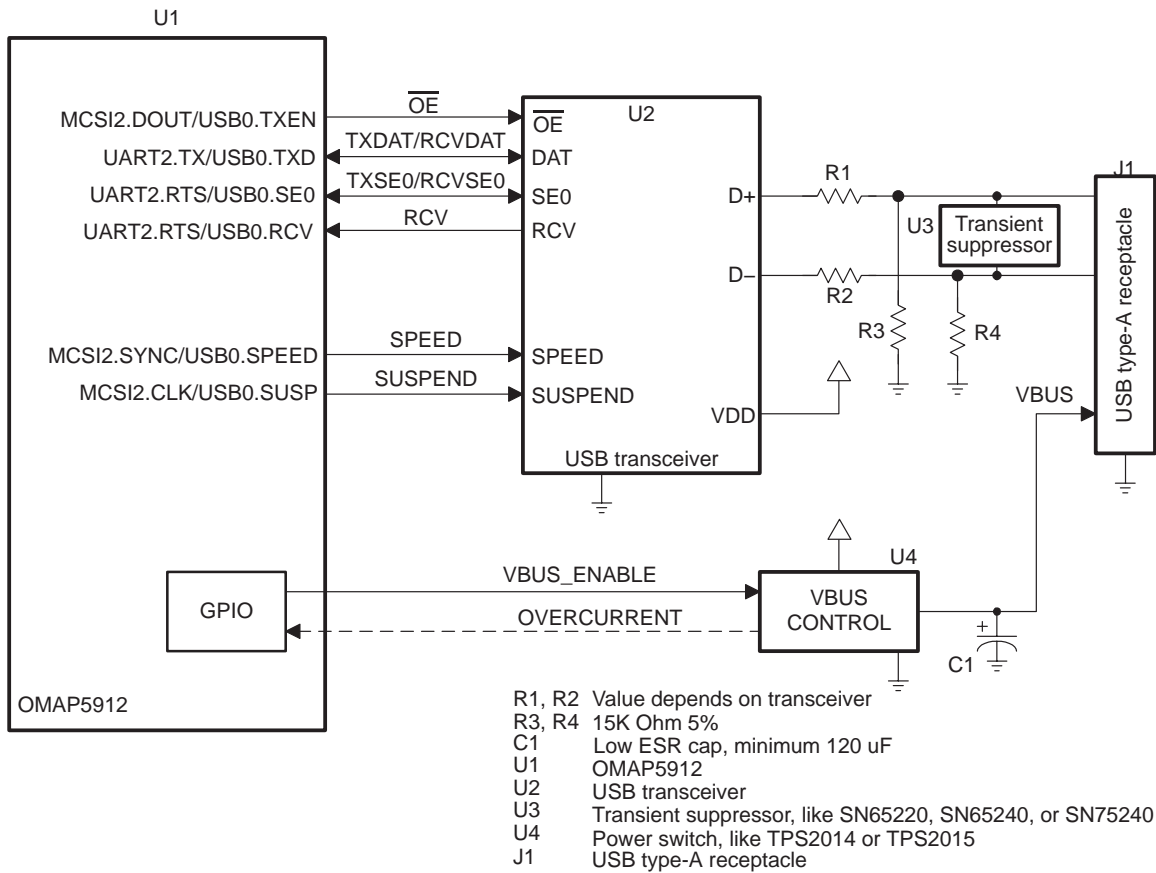 U1
MCSI2.DOUT/USB0.TXEN
UART2.TX/USB0.TXD
UART2.RTS/USB0.SE0
UART2.RTS/USB0.RCV
MCSI2.SYNC/USB0.SPEED
MCSI2.CLK/USB0.SUSP
GPIO
OMAP5912
OE
TXDAT/RCVDAT
TXSE0/RCVSE0
RCV
SPEED
SUSPEND
VBUS_ENABLE
OVERCURRENT
U2
OE
DAT
SE0
RCV
SPEED
SUSPEND
D+
D−
VDD
USB transceiver
R1
R2
R3
R4
U3
Transient
suppressor
J1
USB type-A receptacle
VBUS
U4
VBUS
CONTROL
+
C1
R1, R2 Value depends on transceiver
R3, R4 15K Ohm 5%
C1 Low ESR cap, minimum 120 uF
U1 OMAP5912
U2 USB transceiver
U3 Transient suppressor, like SN65220, SN65240, or SN75240
U4 Power switch, like TPS2014 or TPS2015
J1 USB type-A receptacle